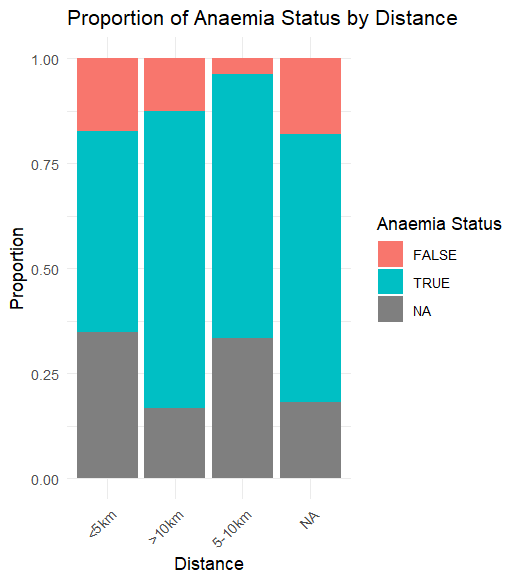 Proportion of Anaemia Status by Distance
1.00
0.75
0.50
0.25
0.00
Proportion
<5km
>10km
5-10km
NA
Distance
Anaemia Status
FALSE
TRUE
NA